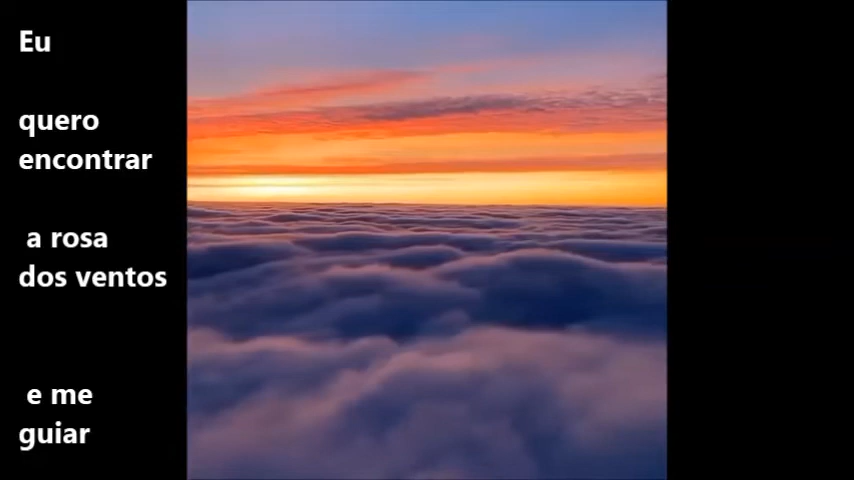 Eu
quero
encontrar
a rosa
dos ventos
e me
guiar